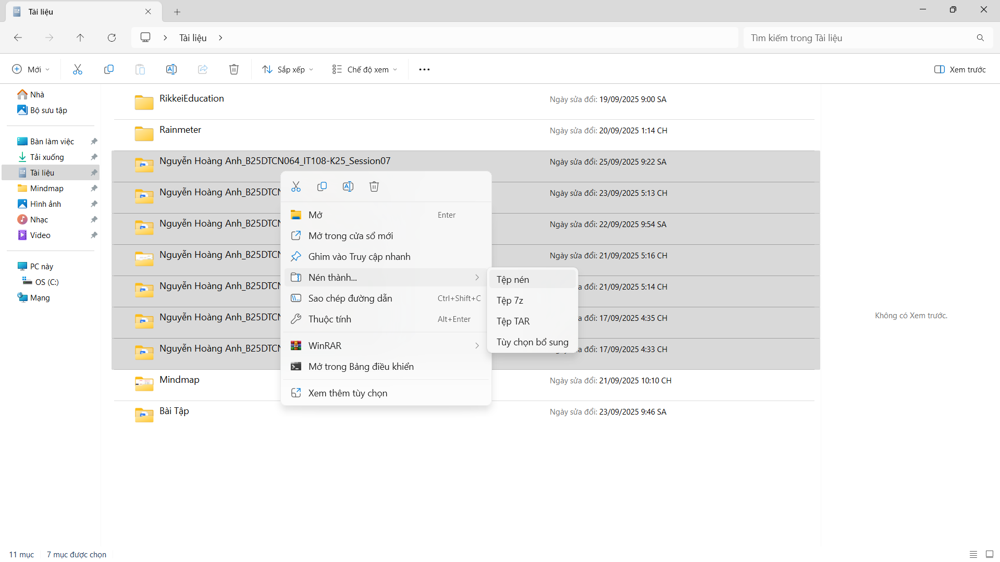 Tài liệu
Tài liệu
Tìm kiếm trong Tài liệu
Mới
Sắp xếp
Chế độ xem
Xem trước
Nhà
Bộ sưu tập
Bàn làm việc
Tải xuống
Tài liệu
Mindmap
Hình ảnh
Nhạc
Video
PC này
OS (C:)
Mạng
RikkeiEducation
Ngày sửa đổi: 19/09/2025 9:00 SA
Rainmeter
Ngày sửa đổi: 20/09/2025 1:14 CH
Nguyễn Hoàng Anh_B25DTCN064_IT108-K25_Session07
Ngày sửa đổi: 25/09/2025 9:22 SA
Nguyễn Hoàng Anh_B25DTCN
Ngày sửa đổi: 23/09/2025 5:13 CH
Nguyễn Hoàng Anh_B25DTCN
Ngày sửa đổi: 22/09/2025 9:54 SA
Nguyễn Hoàng Anh_B25DTCN
Ngày sửa đổi: 21/09/2025 5:16 CH
Nguyễn Hoàng Anh_B25DTCN
a đổi: 21/09/2025 5:14 CH
Nguyễn Hoàng Anh_B25DTCN
a đổi: 17/09/2025 4:35 CH
Nguyễn Hoàng Anh_B25DTCN
a đổi: 17/09/2025 4:33 CH
Mindmap
Ngày sửa đổi: 21/09/2025 10:10 CH
Bài Tập
Ngày sửa đổi: 23/09/2025 9:46 SA
Mở Enter
Mở trong cửa sổ mới
Ghim vào Truy cập nhanh
Nén thành...
Sao chép đường dẫn Ctrl+Shift+C
Thuộc tính Alt+Enter
WinRAR
Mở trong Bảng điều khiển
Xem thêm tùy chọn
Tệp nén
Tệp 7z
Tệp TAR
Tùy chọn bổ sung
Không có Xem trước.
11 mục
7 mục được chọn